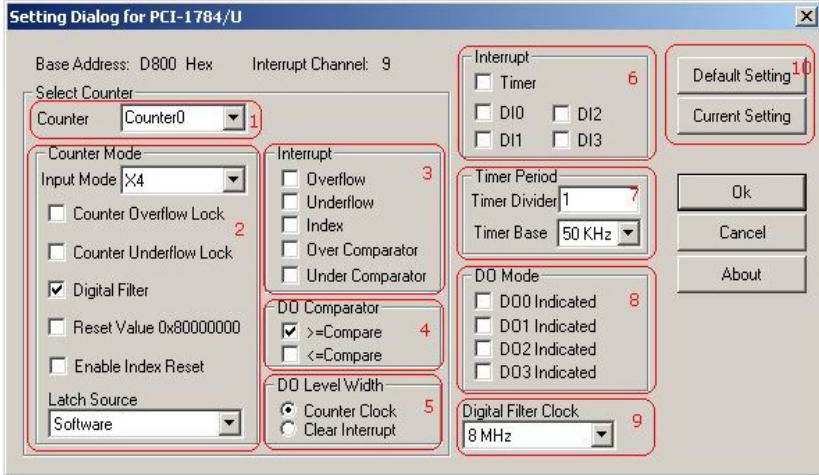 Setting Dialog for PCI-1784/U
Base Address: D800 Hex Interrupt Channel: 9
Select Counter
Counter Counter0 1
Counter Mode
Input Mode X4
Counter Overflow Lock
2
Counter Underflow Lock
Digital Filter
Reset Value 0x80000000
Enable Index Reset
Latch Source
Software
Interrupt
Overflow 3
Underflow
Index
Over Comparator
Under Comparator
DO Comparator
>=Compare 4
<=Compare
DO Level Width
Counter Clock 5
Clear Interrupt
Interrupt
Timer 6
DI0 DI2
DI1 DI3
Timer Period
Timer Divider 1 7
Timer Base 50 KHz
DO Mode
DO0 Indicated 8
DO1 Indicated
DO2 Indicated
DO3 Indicated
Digital Filter Clock
8 MHz 9
Default Setting 10
Current Setting
Ok
Cancel
About